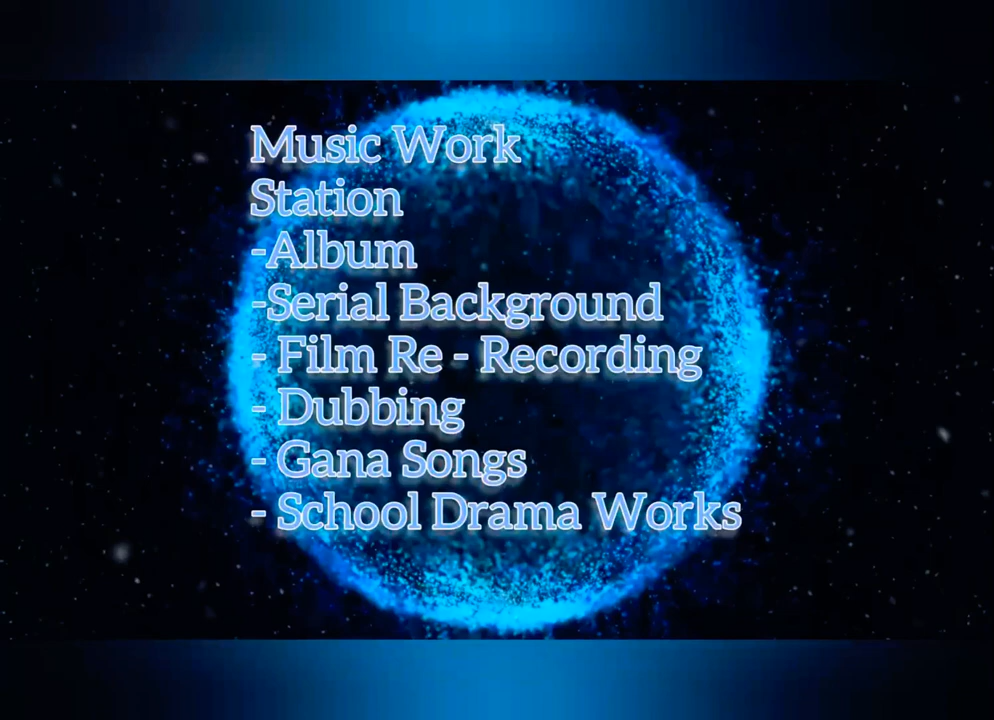 Music Work
Station
-Album
-Serial Background
- Film Re - Recording
- Dubbing
- Gana Songs
- School Drama Works